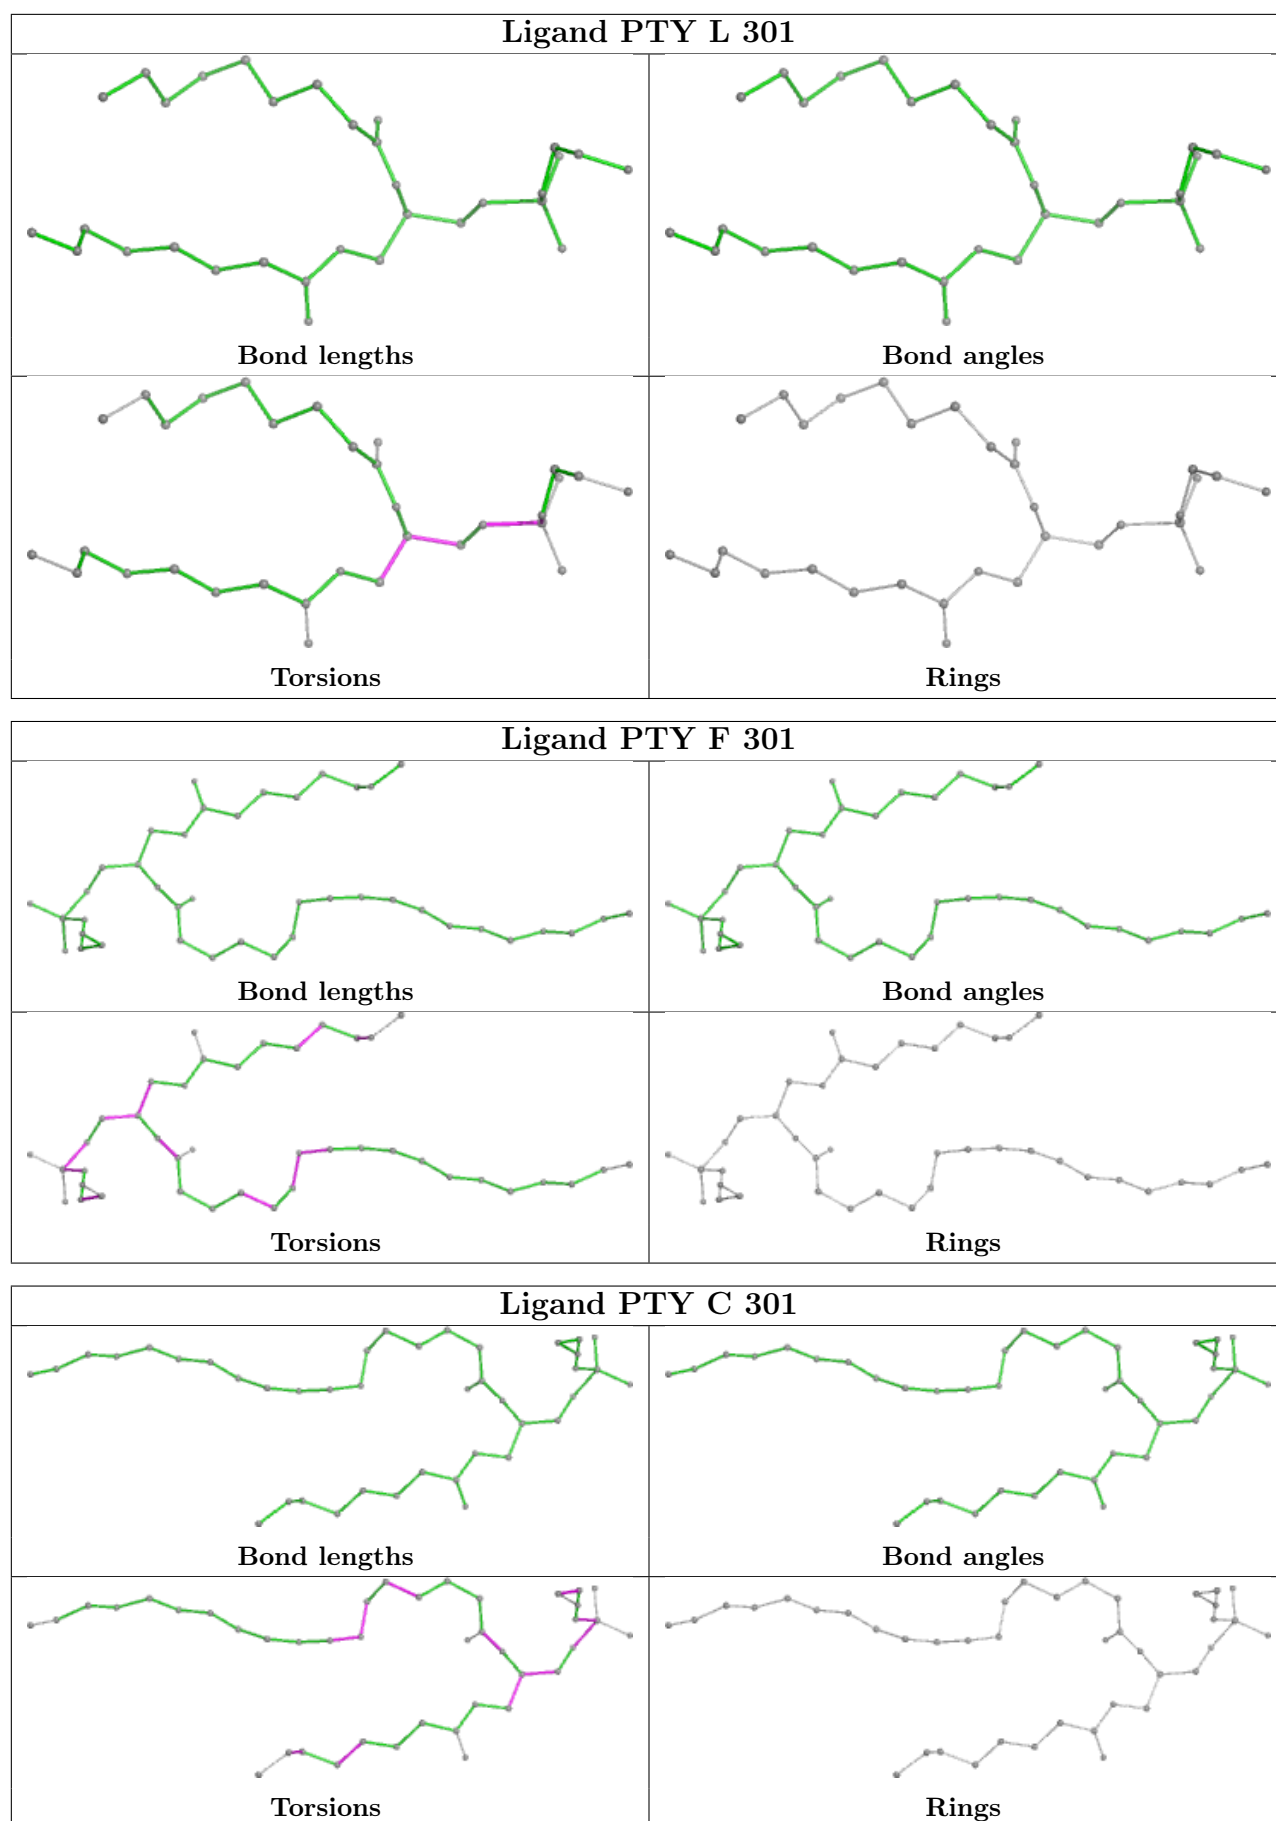 Ligand PTY L 301
Bond lengths
Bond angles
Torsions
Rings
Ligand PTY F 301
Bond lengths
Bond angles
Torsions
Rings
Ligand PTY C 301
Bond lengths
Bond angles
Torsions
Rings